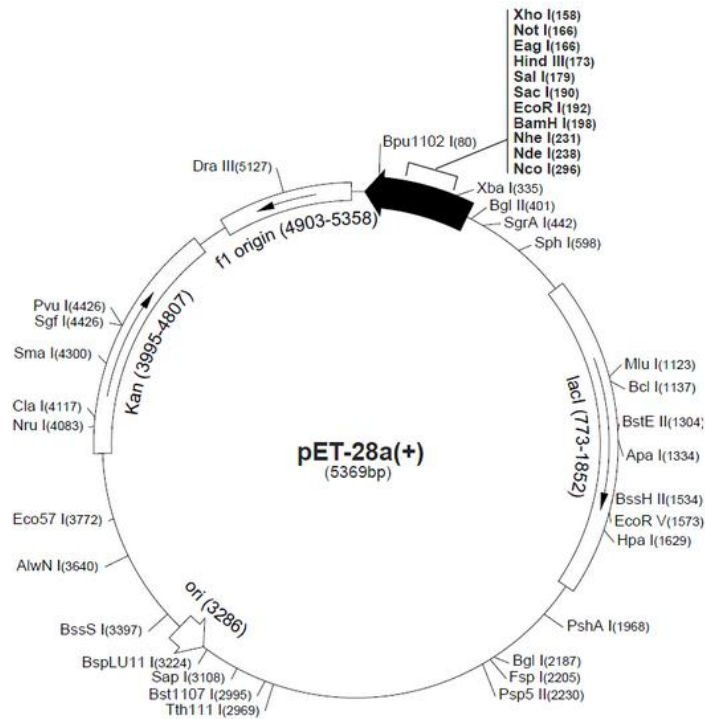 Xho I(158)
Not I(166)
Eag I(166)
Hind III(173)
Sal I(179)
Sac I(190)
EcoR I(192)
BamH I(198)
Nhe I(231)
Nde I(238)
Nco I(296)
Bpu1102 I(80)
Dra III(5127)
Xba I(335)
Bgl II(401)
SgrA I(442)
Sph I(598)
f1 origin (4903-5358)
Pvu I(4426)
Sgf I(4426)
Sma I(4300)
Cla I(4117)
Nru I(4083)
Kan (3995-4807)
Mlu I(1123)
Bcl I(1137)
BstE II(1304)
Apa I(1334)
BssH II(1534)
EcoR V(1573)
Hpa I(1629)
lacI (773-1852)
pET-28a(+)
(5369bp)
Eco57 I(3772)
AlwN I(3640)
ori (3286)
BssS I(3397)
BspLU11 I(3224)
Sap I(3108)
Bst1107 I(2995)
Tth111 I(2969)
PshA I(1968)
Bgl I(2187)
Fsp I(2205)
Psp5 II(2230)